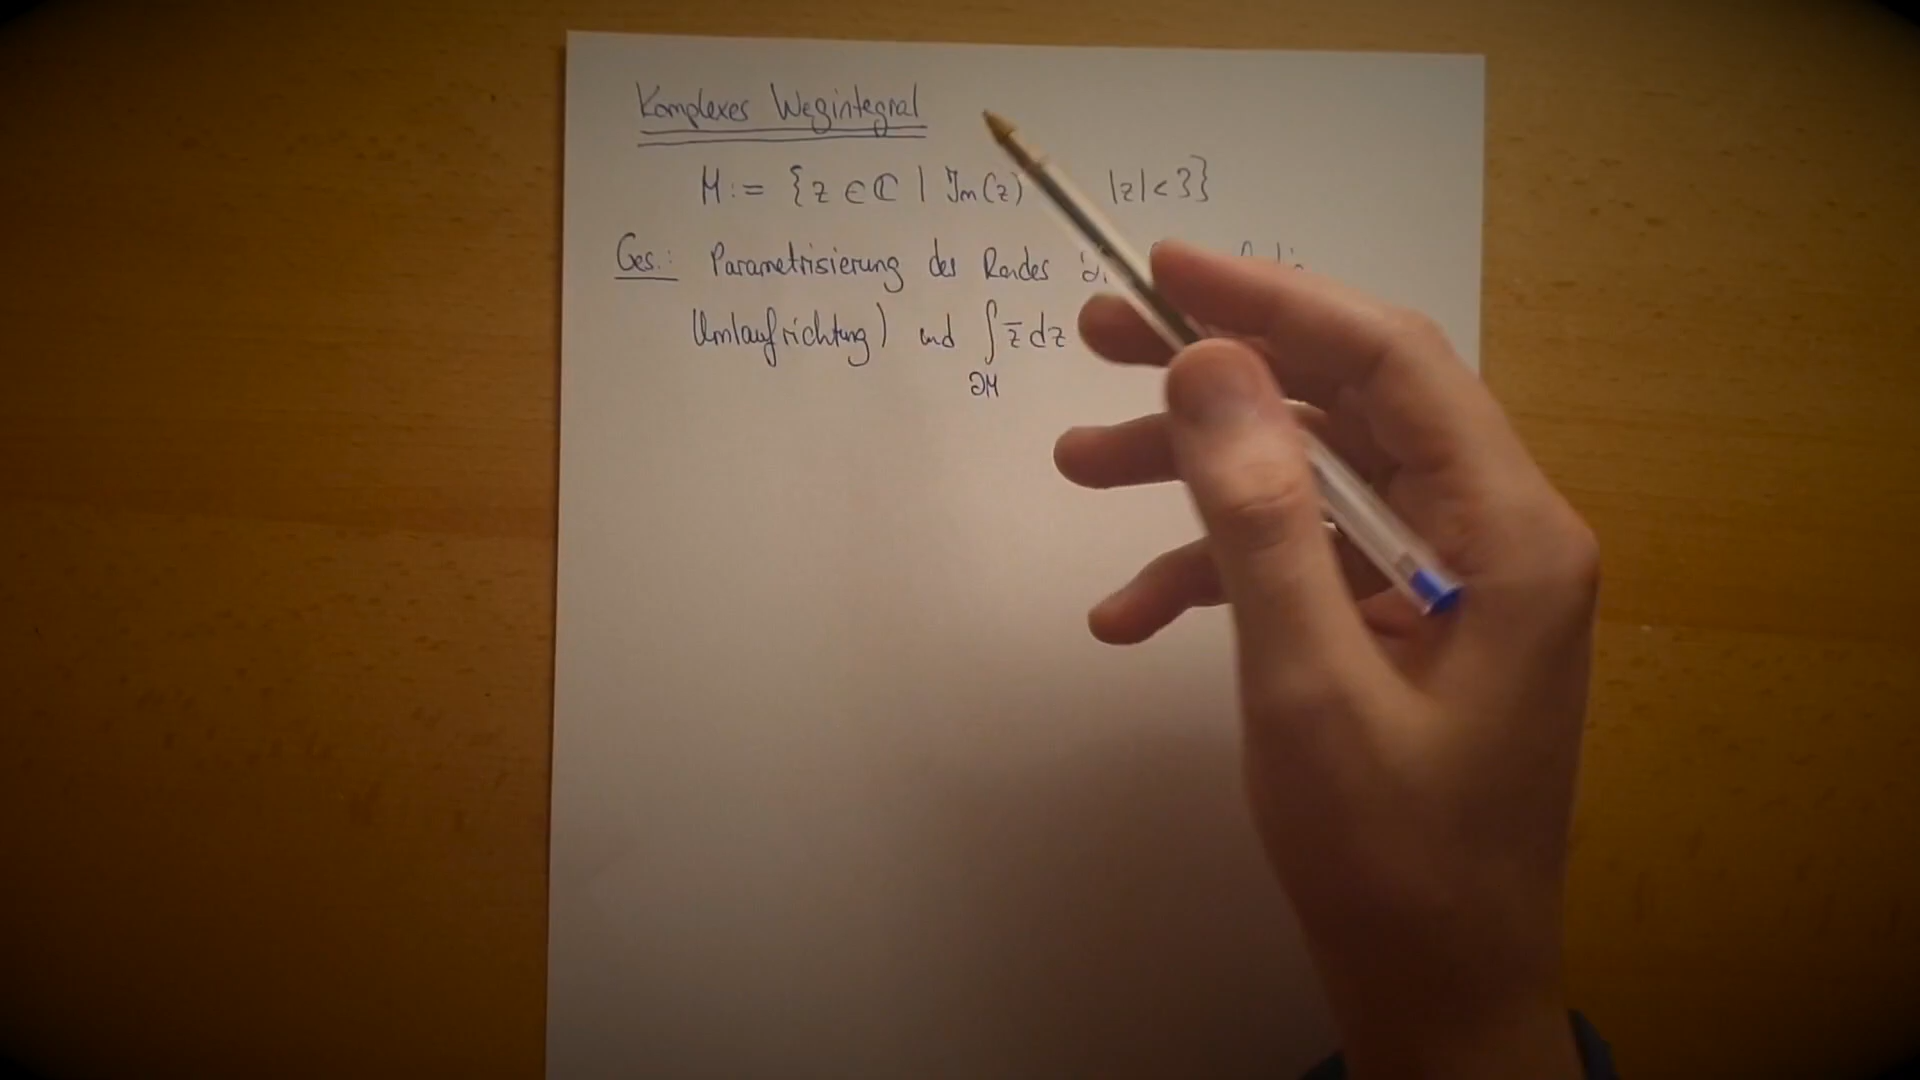 Komplexes Wegintegral
M := {z ∈ ℂ | Im(z) |z| < 3}
Ges.: Parametrisierung des Randes
Umlaufrichtung) und ∫ z̄ dz
∂M